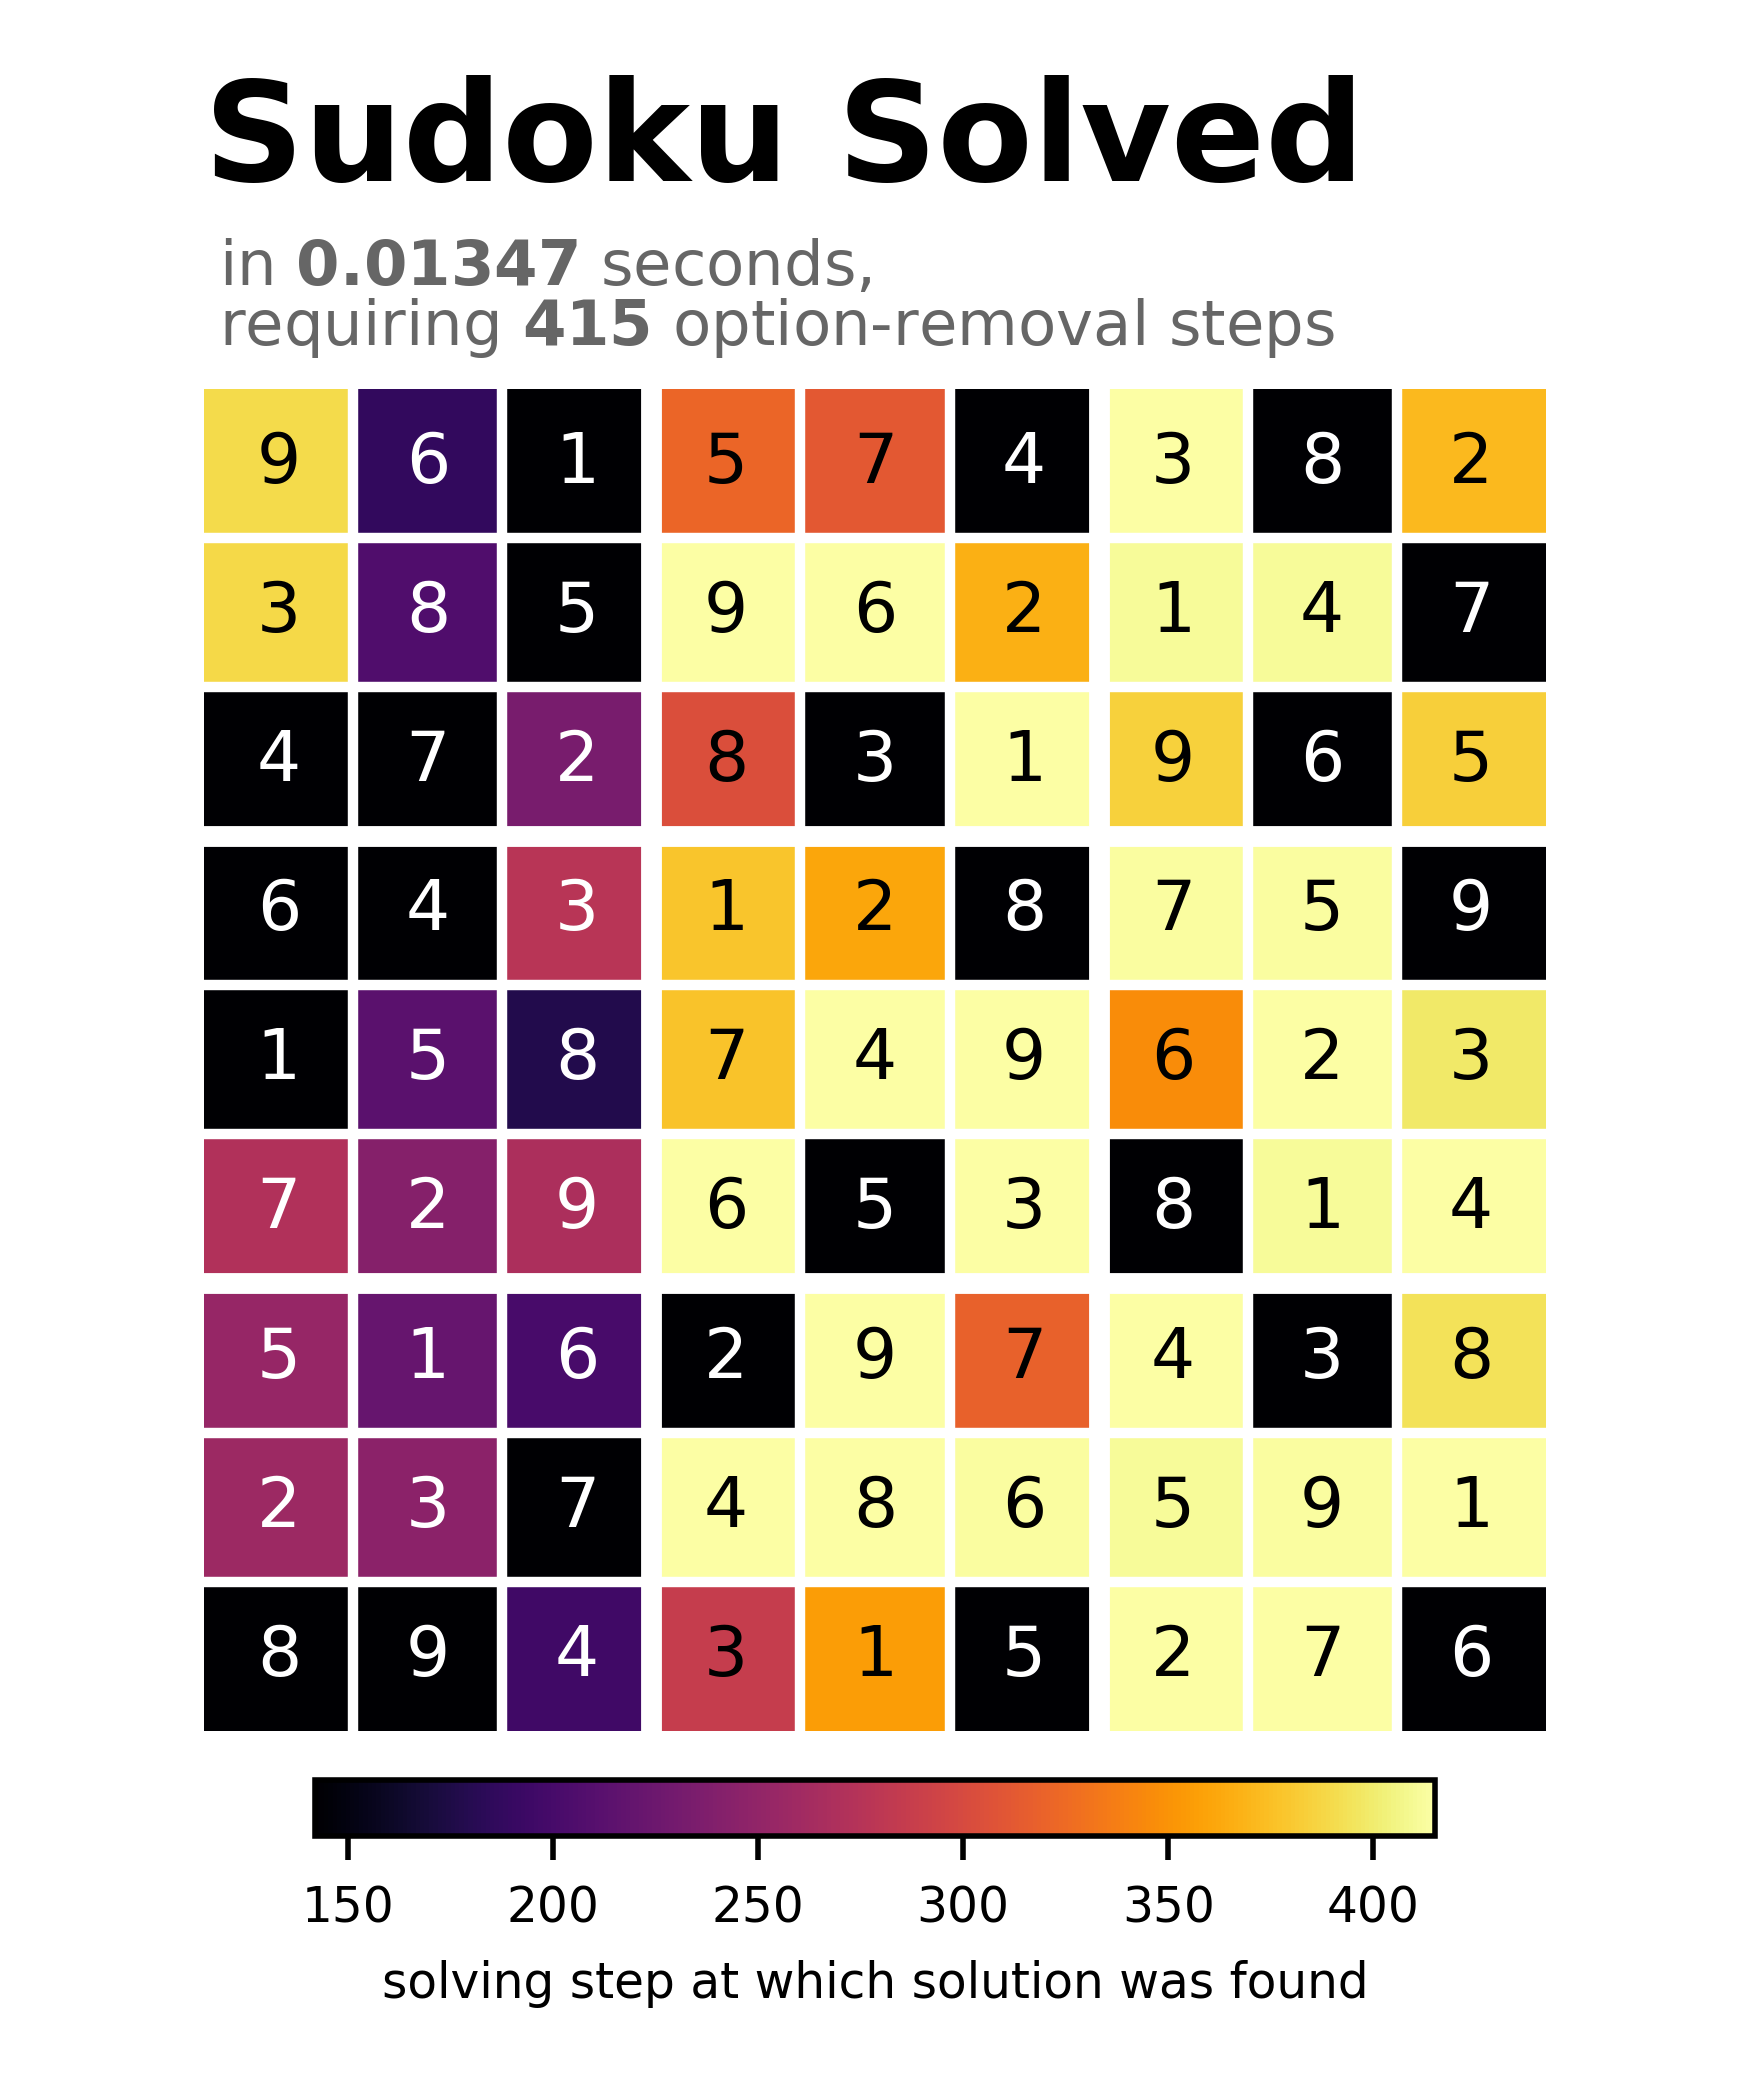 Sudoku Solved
in 0.01347 seconds,
requiring 415 option-removal steps
9 6 1 5 7 4 3 8 2
3 8 5 9 6 2 1 4 7
4 7 2 8 3 1 9 6 5
6 4 3 1 2 8 7 5 9
1 5 8 7 4 9 6 2 3
7 2 9 6 5 3 8 1 4
5 1 6 2 9 7 4 3 8
2 3 7 4 8 6 5 9 1
8 9 4 3 1 5 2 7 6
150 200 250 300 350 400
solving step at which solution was found